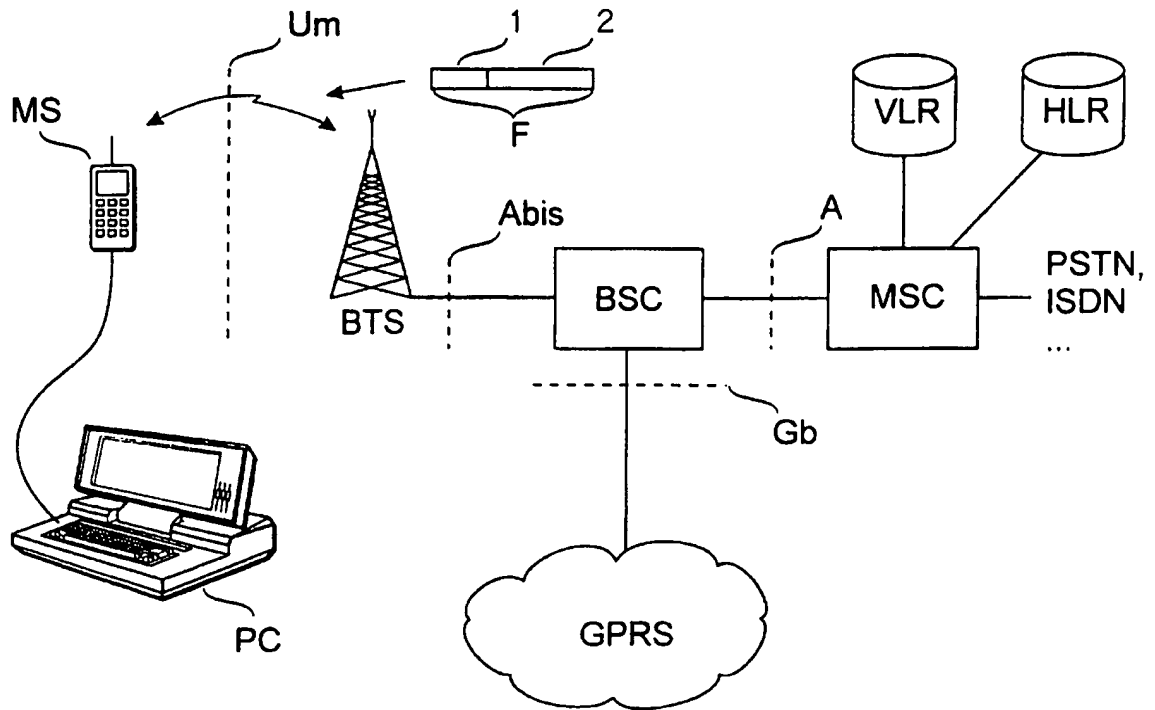 Um
1
2
MS
F
VLR
HLR
Abis
A
BTS
BSC
MSC
PSTN,
ISDN
...
Gb
PC
GPRS